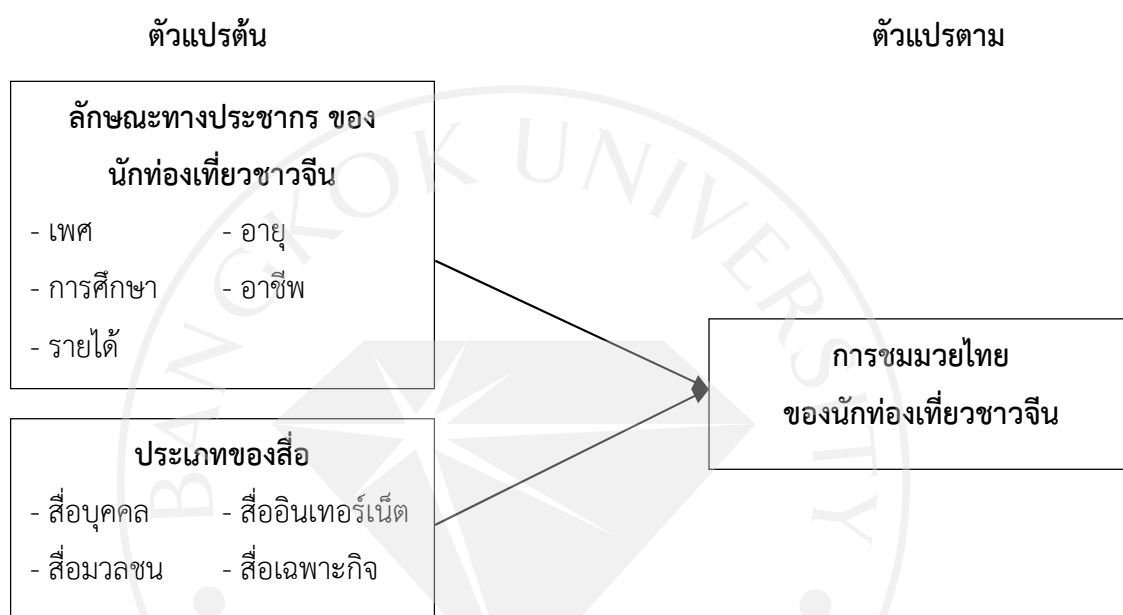 ตัวแปรต้น ตัวแปรตาม
ลักษณะทางประชากร ของ
นักท่องเที่ยวชาวจีน
- เพศ - อายุ
- การศึกษา - อาชีพ
- รายได้
ประเภทของสื่อ
- สื่อบุคคล - สื่ออินเทอร์เน็ต
- สื่อมวลชน - สื่อเฉพาะกิจ
การชมมวยไทย
ของนักท่องเที่ยวชาวจีน
BANGKOK UNIVERSITY